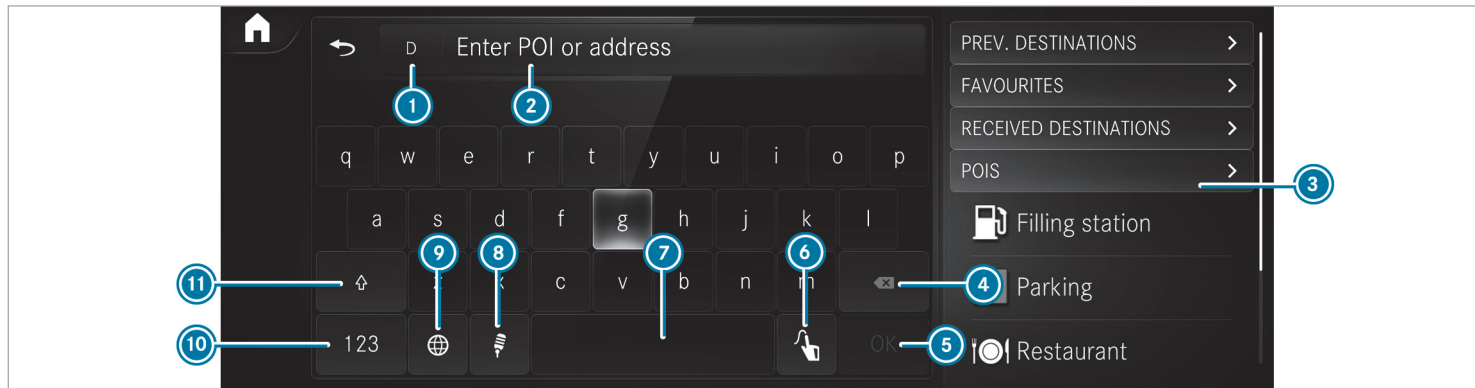 D Enter POI or address
1 2
PREV. DESTINATIONS
FAVOURITES
RECEIVED DESTINATIONS
POIS
3
Filling station
Parking
Restaurant
q w e r t y u i o p
a s d f g h j k l
9 8 7 6
11 z x c v b n m 4
10 123 OK 5